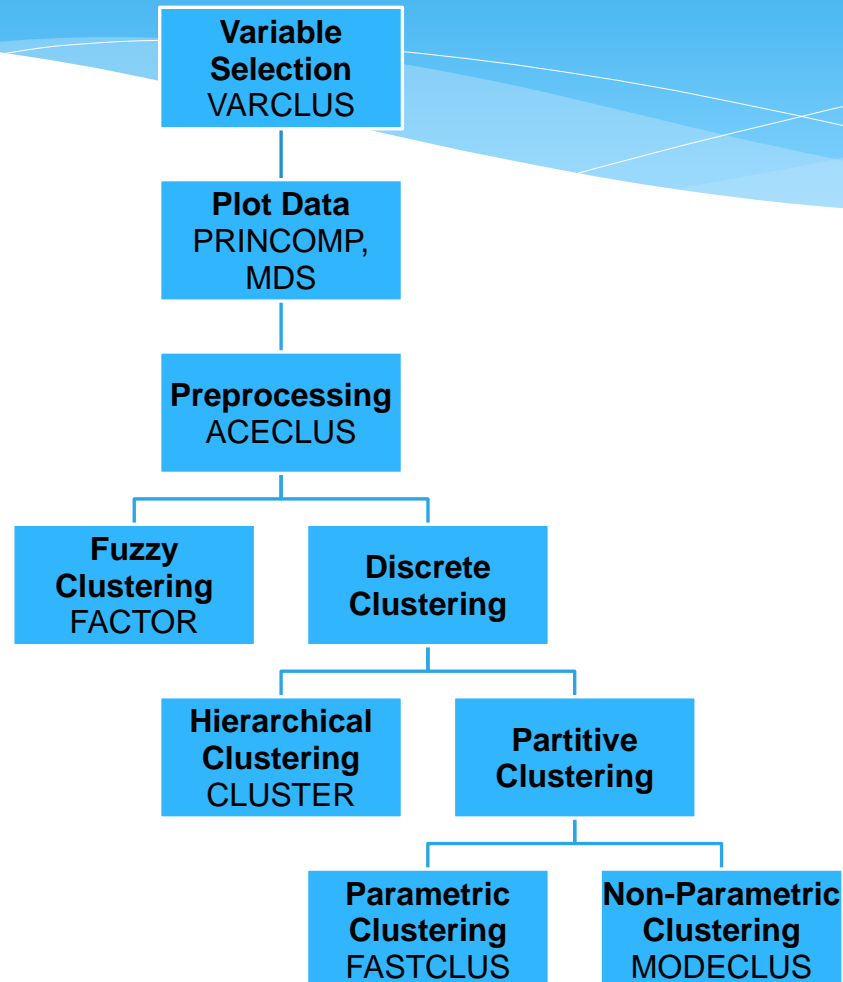 Variable
Selection
VARCLUS
Plot Data
PRINCOMP,
MDS
Preprocessing
ACECLUS
Fuzzy
Clustering
FACTOR
Discrete
Clustering
Hierarchical
Clustering
CLUSTER
Partitive
Clustering
Parametric
Clustering
FASTCLUS
Non-Parametric
Clustering
MODECLUS